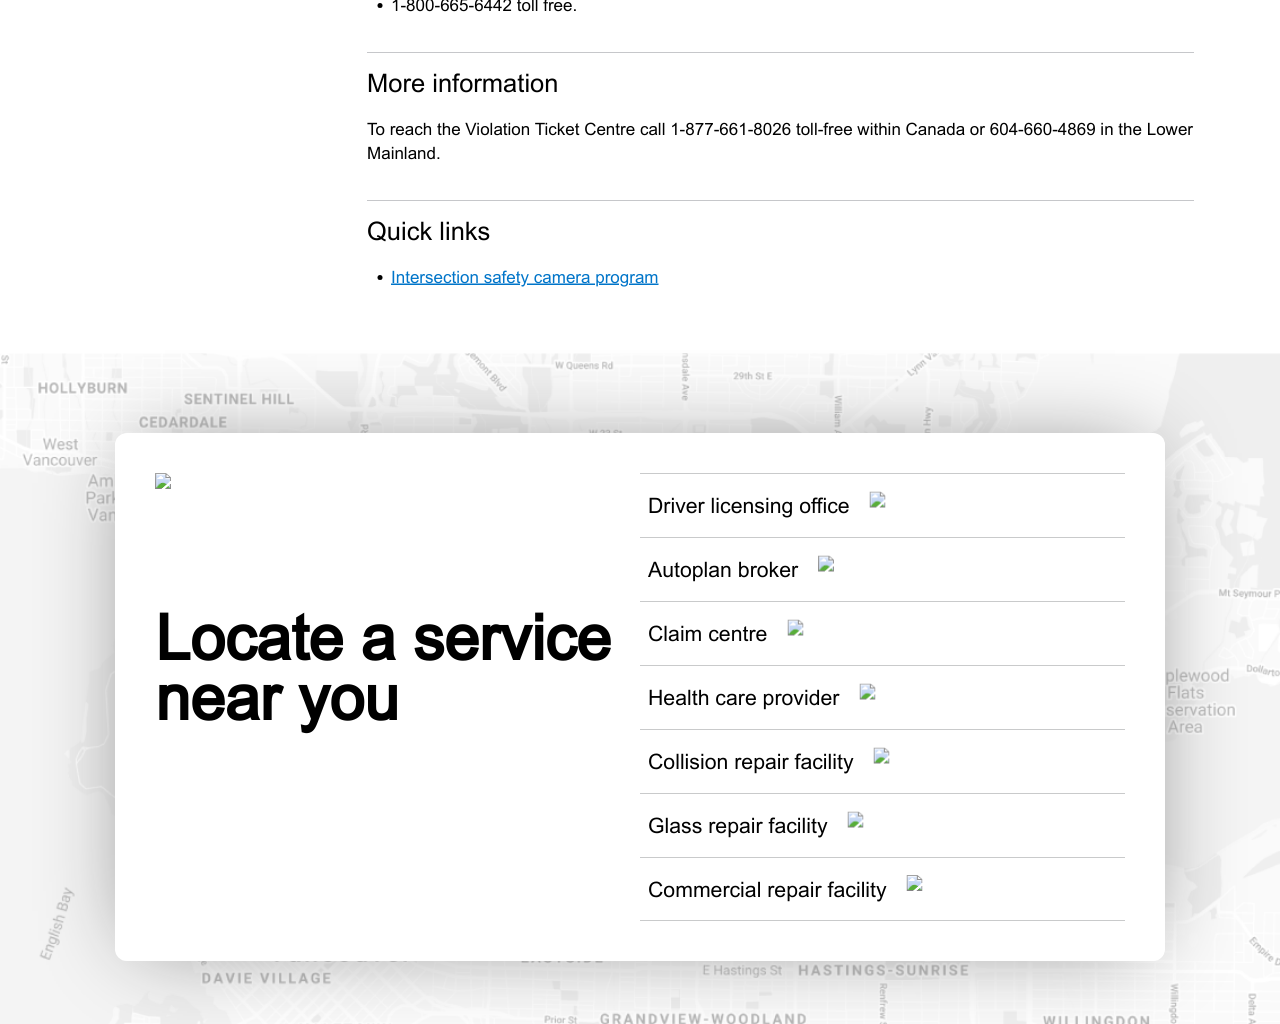 1-800-665-6442 toll free.
More information
To reach the Violation Ticket Centre call 1-877-661-8026 toll-free within Canada or 604-660-4869 in the Lower
Mainland.
Quick links
Intersection safety camera program
W Queens Rd
29th St E
HOLLYBURN
SENTINEL HILL
CEDARDALE
West
Vancouver
Locate a service
near you
Driver licensing office
Autoplan broker
Claim centre
Health care provider
Collision repair facility
Glass repair facility
Commercial repair facility
Mt Seymour P
Flats
Area
English Bay
DAVIE VILLAGE
E Hastings St
HASTINGS-SUNRISE
Prior St
GRANDVIEW-WOODLAND
WILLINGDON